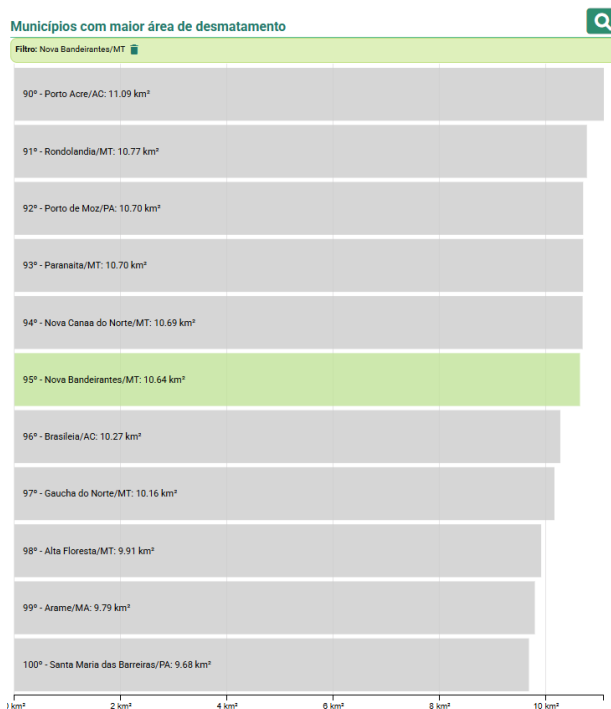 Municípios com maior área de desmatamento
Filtro: Nova Bandeirantes/MT
90º - Porto Acre/AC: 11.09 km²
91º - Rondolandia/MT: 10.77 km²
92º - Porto de Moz/PA: 10.70 km²
93º - Paranaita/MT: 10.70 km²
94º - Nova Canaa do Norte/MT: 10.69 km²
95º - Nova Bandeirantes/MT: 10.64 km²
96º - Brasileia/AC: 10.27 km²
97º - Gaucha do Norte/MT: 10.16 km²
98º - Alta Floresta/MT: 9.91 km²
99º - Arame/MA: 9.79 km²
100º - Santa Maria das Barreiras/PA: 9.68 km²
km² 2 km² 4 km² 6 km² 8 km² 10 km²